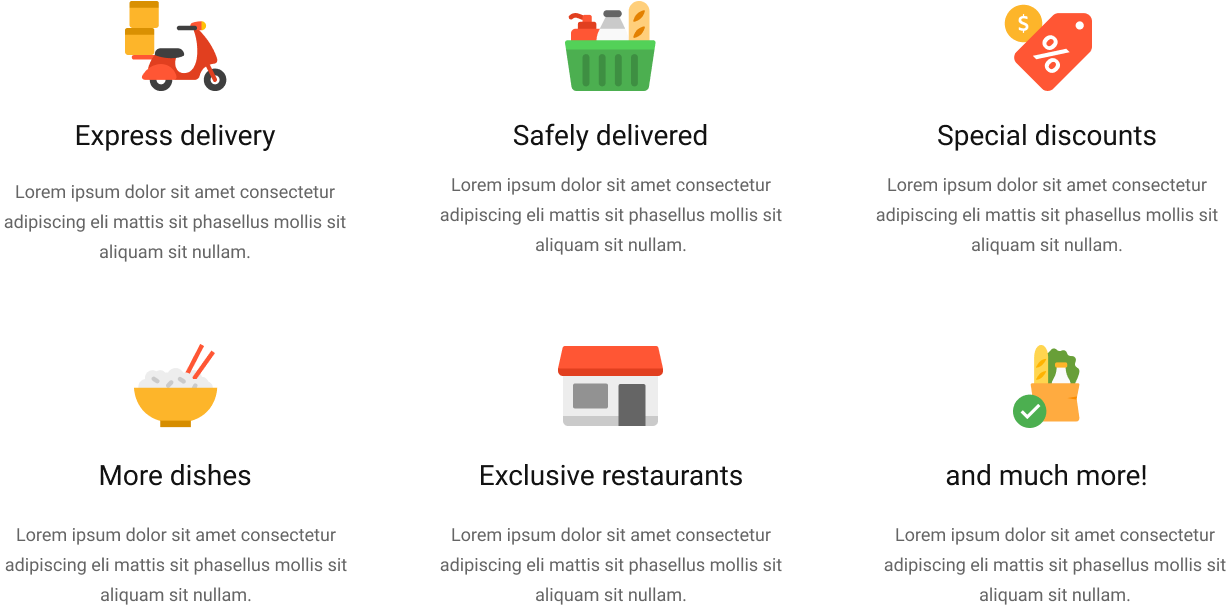 $
%
Express delivery
Lorem ipsum dolor sit amet consectetur
adipiscing eli mattis sit phasellus mollis sit
aliquam sit nullam.
Safely delivered
Lorem ipsum dolor sit amet consectetur
adipiscing eli mattis sit phasellus mollis sit
aliquam sit nullam.
Special discounts
Lorem ipsum dolor sit amet consectetur
adipiscing eli mattis sit phasellus mollis sit
aliquam sit nullam.
More dishes
Lorem ipsum dolor sit amet consectetur
adipiscing eli mattis sit phasellus mollis sit
aliquam sit nullam.
Exclusive restaurants
Lorem ipsum dolor sit amet consectetur
adipiscing eli mattis sit phasellus mollis sit
aliquam sit nullam.
and much more!
Lorem ipsum dolor sit amet consectetur
adipiscing eli mattis sit phasellus mollis sit
aliquam sit nullam.